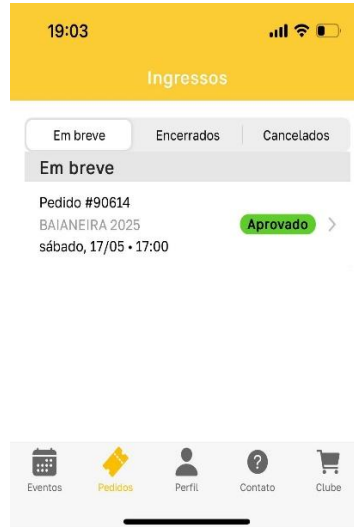 19:03
Ingressos
Em breve Encerrados Cancelados
Em breve
Pedido #90614
BAIANEIRA 2025 Aprovado
sábado, 17/05 • 17:00
Eventos Pedidos Perfil Contato Clube